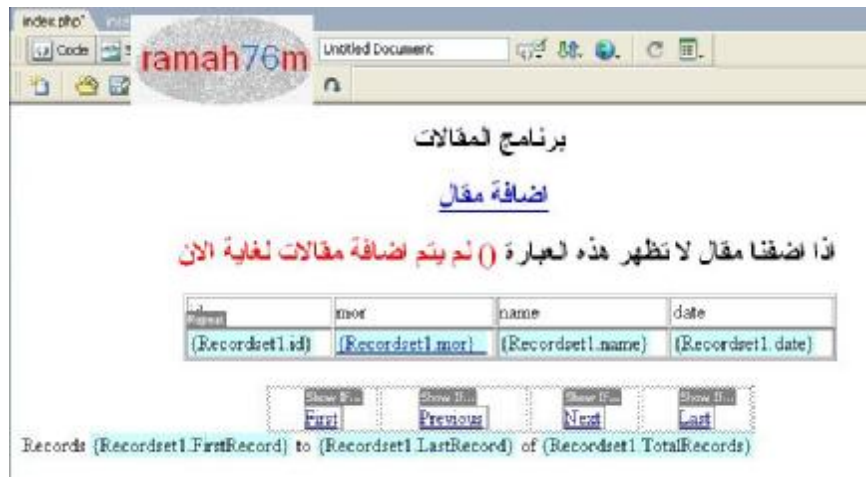 index.php*
Code
ramah76m
Untitled Document
برنامج المقالات
اضافة مقال
اذا اضفنا مقال لا تظهر هذه العبارة () لم يتم اضافة مقالات لغاية الان
Repeat
mor name date
{Recordset1.id} {Recordset1.mor} {Recordset1.name} {Recordset1.date}
Show If... Show If... Show If... Show If...
First Previous Next Last
Records {Recordset1.FirstRecord} to {Recordset1.LastRecord} of {Recordset1.TotalRecords}